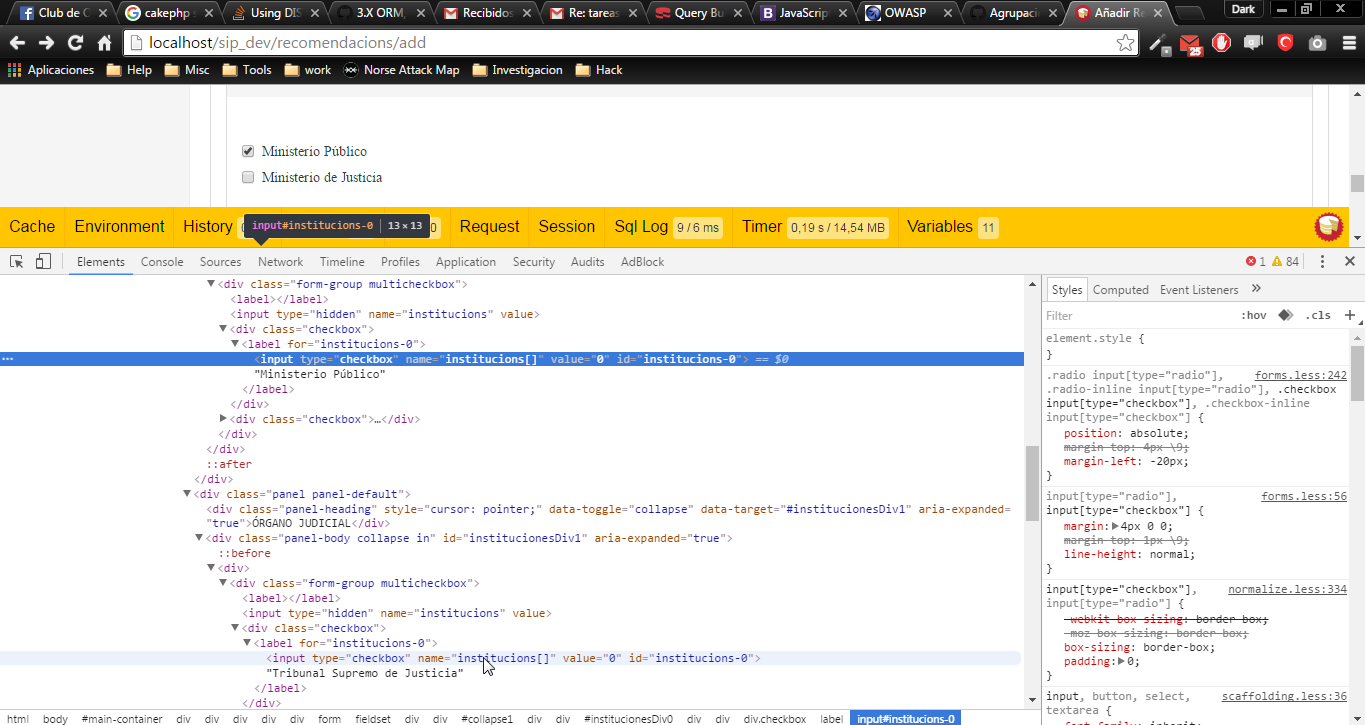 Club de C
cakephp s
Using DIS
3.X ORM,
Recibidos
Re: tareas
Query Bu
JavaScrip
OWASP
Agrupació
Añadir Re
Dark
localhost/sip_dev/recomendacions/add
25
Aplicaciones Help Misc Tools work Norse Attack Map Investigacion Hack
Ministerio Público
Ministerio de Justicia
Cache Environment History Request Session Sql Log 9 / 6 ms Timer 0,19 s / 14,54 MB Variables 11
input#institucions-0 13 × 13
Elements Console Sources Network Timeline Profiles Application Security Audits AdBlock 1 84
<div class="form-group multicheckbox">
<label></label>
<input type="hidden" name="institucions" value>
<div class="checkbox">
<label for="institucions-0">
<input type="checkbox" name="institucions[]" value="0" id="institucions-0"> == $0
"Ministerio Público"
</label>
</div>
<div class="checkbox">…</div>
</div>
</div>
::after
</div>
<div class="panel panel-default">
<div class="panel-heading" style="cursor: pointer;" data-toggle="collapse" data-target="#institucionesDiv1" aria-expanded=
"true">ÓRGANO JUDICIAL</div>
<div class="panel-body collapse in" id="institucionesDiv1" aria-expanded="true">
::before
<div>
<div class="form-group multicheckbox">
<label></label>
<input type="hidden" name="institucions" value>
<div class="checkbox">
<label for="institucions-0">
<input type="checkbox" name="institucions[]" value="0" id="institucions-0">
"Tribunal Supremo de Justicia"
</label>
</div>
html body #main-container div div div div div form fieldset div div #collapse1 div div #institucionesDiv0 div div div.checkbox label input#institucions-0
Styles Computed Event Listeners »
Filter :hov .cls +
element.style {
}
.radio input[type="radio"], forms.less:242
.radio-inline input[type="radio"], .checkbox
input[type="checkbox"], .checkbox-inline
input[type="checkbox"] {
position: absolute;
margin-top: 4px \9;
margin-left: -20px;
}
input[type="radio"], forms.less:56
input[type="checkbox"] {
margin: 4px 0 0;
margin-top: 1px \9;
line-height: normal;
}
input[type="checkbox"], normalize.less:334
input[type="radio"] {
-webkit-box-sizing: border-box;
-moz-box-sizing: border-box;
box-sizing: border-box;
padding: 0;
}
input, button, select, scaffolding.less:36
textarea {
font-family: inherit;